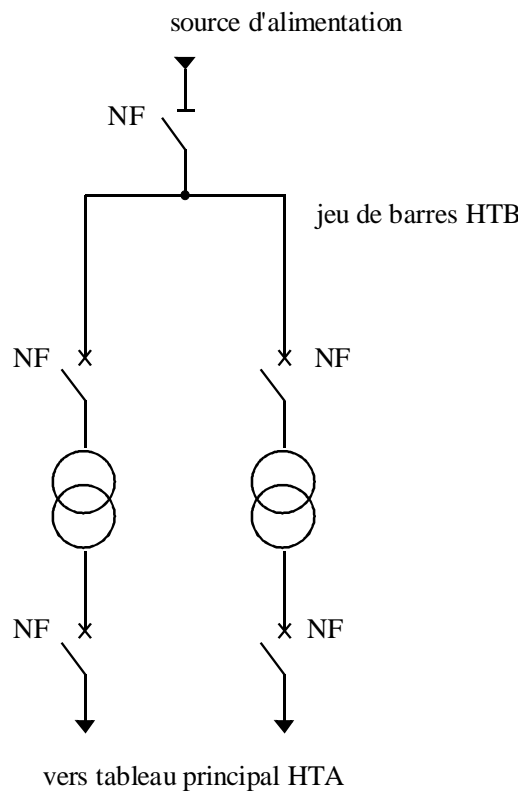 source d'alimentation
NF
jeu de barres HTB
NF
NF
NF
NF
vers tableau principal HTA